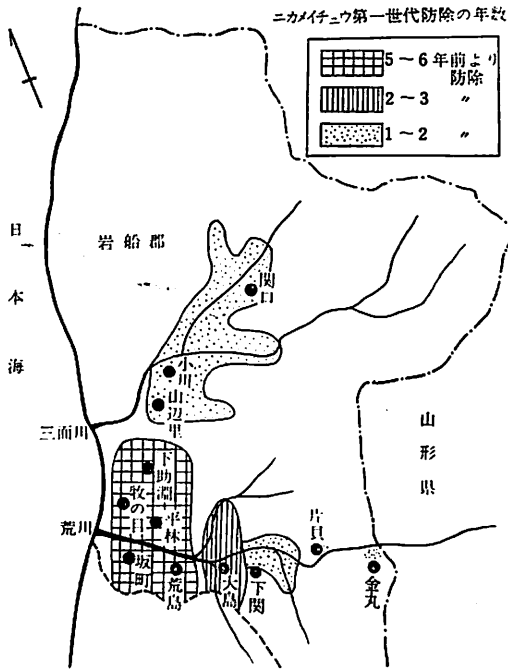 ニカメイチュウ第一世代防除の年数
5～6年前より防除
2～3 〃
1～2 〃
日本海
岩船郡
関口
小川
山辺里
三面川
山形県
下助淵
牧の目
平林
荒川
坂町
荒島
大島
下関
片貝
金丸